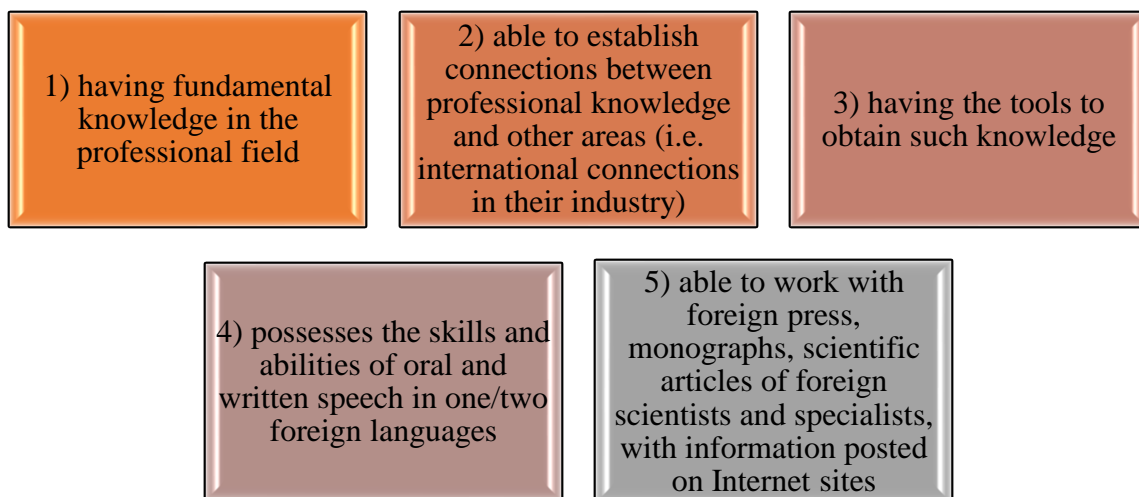 1) having fundamental
knowledge in the
professional field
2) able to establish
connections between
professional knowledge
and other areas (i.e.
international connections
in their industry)
3) having the tools to
obtain such knowledge
4) possesses the skills and
abilities of oral and
written speech in one/two
foreign languages
5) able to work with
foreign press,
monographs, scientific
articles of foreign
scientists and specialists,
with information posted
on Internet sites